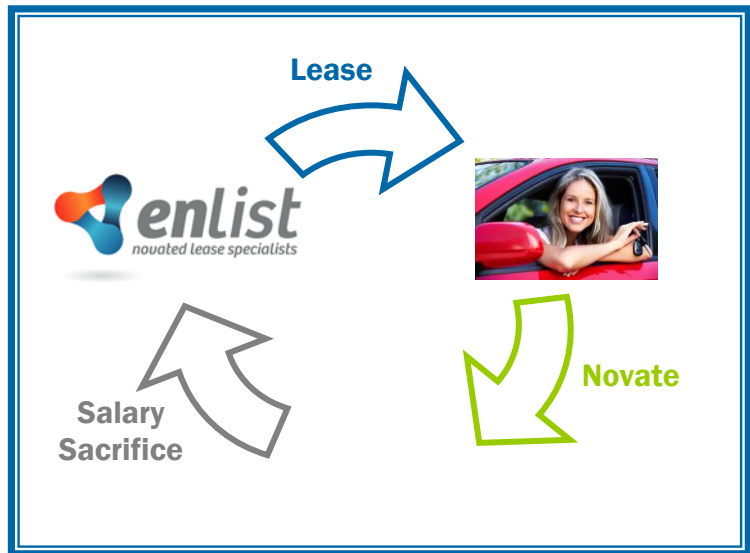 Lease
enlist
novated lease specialists
Novate
Salary
Sacrifice